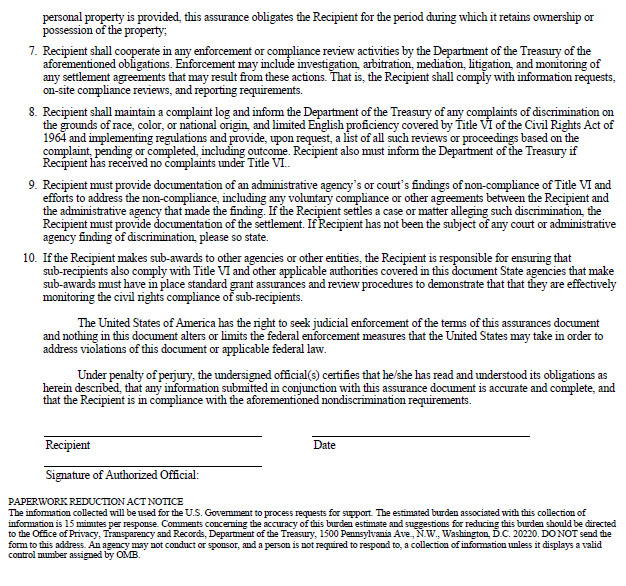 personal property is provided, this assurance obligates the Recipient for the period during which it retains ownership or
possession of the property;
7. Recipient shall cooperate in any enforcement or compliance review activities by the Department of the Treasury of the
aforementioned obligations. Enforcement may include investigation, arbitration, mediation, litigation, and monitoring of
any settlement agreements that may result from these actions. That is, the Recipient shall comply with information requests,
on-site compliance reviews, and reporting requirements.
8. Recipient shall maintain a complaint log and inform the Department of the Treasury of any complaints of discrimination on
the grounds of race, color, or national origin, and limited English proficiency covered by Title VI of the Civil Rights Act of
1964 and implementing regulations and provide, upon request, a list of all such reviews or proceedings based on the
complaint, pending or completed, including outcome. Recipient also must inform the Department of the Treasury if
Recipient has received no complaints under Title VI..
9. Recipient must provide documentation of an administrative agency's or court's findings of non-compliance of Title VI and
efforts to address the non-compliance, including any voluntary compliance or other agreements between the Recipient and
the administrative agency that made the finding. If the Recipient settles a case or matter alleging such discrimination, the
Recipient must provide documentation of the settlement. If Recipient has not been the subject of any court or administrative
agency finding of discrimination, please so state.
10. If the Recipient makes sub-awards to other agencies or other entities, the Recipient is responsible for ensuring that
sub-recipients also comply with Title VI and other applicable authorities covered in this document State agencies that make
sub-awards must have in place standard grant assurances and review procedures to demonstrate that that they are effectively
monitoring the civil rights compliance of sub-recipients.
The United States of America has the right to seek judicial enforcement of the terms of this assurances document
and nothing in this document alters or limits the federal enforcement measures that the United States may take in order to
address violations of this document or applicable federal law.
Under penalty of perjury, the undersigned official(s) certifies that he/she has read and understood its obligations as
herein described, that any information submitted in conjunction with this assurance document is accurate and complete, and
that the Recipient is in compliance with the aforementioned nondiscrimination requirements.
Recipient Date
Signature of Authorized Official:
PAPERWORK REDUCTION ACT NOTICE
The information collected will be used for the U.S. Government to process requests for support. The estimated burden associated with this collection of
information is 15 minutes per response. Comments concerning the accuracy of this burden estimate and suggestions for reducing this burden should be directed
to the Office of Privacy, Transparency and Records, Department of the Treasury, 1500 Pennsylvania Ave., N.W., Washington, D.C. 20220. DO NOT send the
form to this address. An agency may not conduct or sponsor, and a person is not required to respond to, a collection of information unless it displays a valid
control number assigned by OMB.